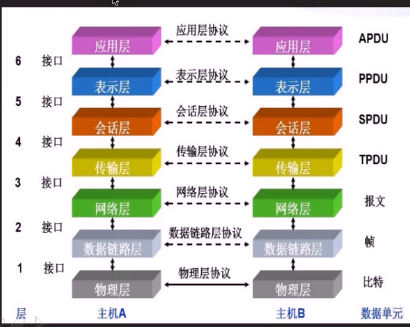 应用层 应用层协议 应用层 APDU
6 接口
表示层 表示层协议 表示层 PPDU
5 接口
会话层 会话层协议 会话层 SPDU
4 接口
传输层 传输层协议 传输层 TPDU
3 接口
网络层 网络层协议 网络层 报文
2 接口
数据链路层 数据链路层协议 数据链路层 帧
1 接口
物理层 物理层协议 物理层 比特
层 主机A 主机B 数据单元